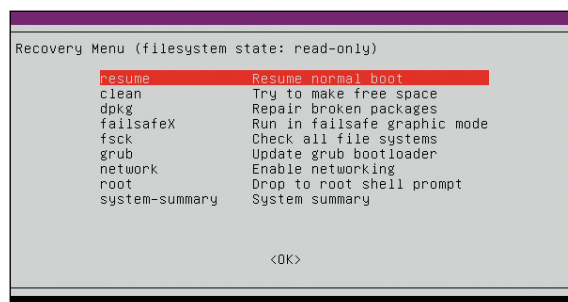 Recovery Menu (filesystem state: read-only)
resume Resume normal boot
clean Try to make free space
dpkg Repair broken packages
failsafeX Run in failsafe graphic mode
fsck Check all file systems
grub Update grub bootloader
network Enable networking
root Drop to root shell prompt
system-summary System summary
<OK>